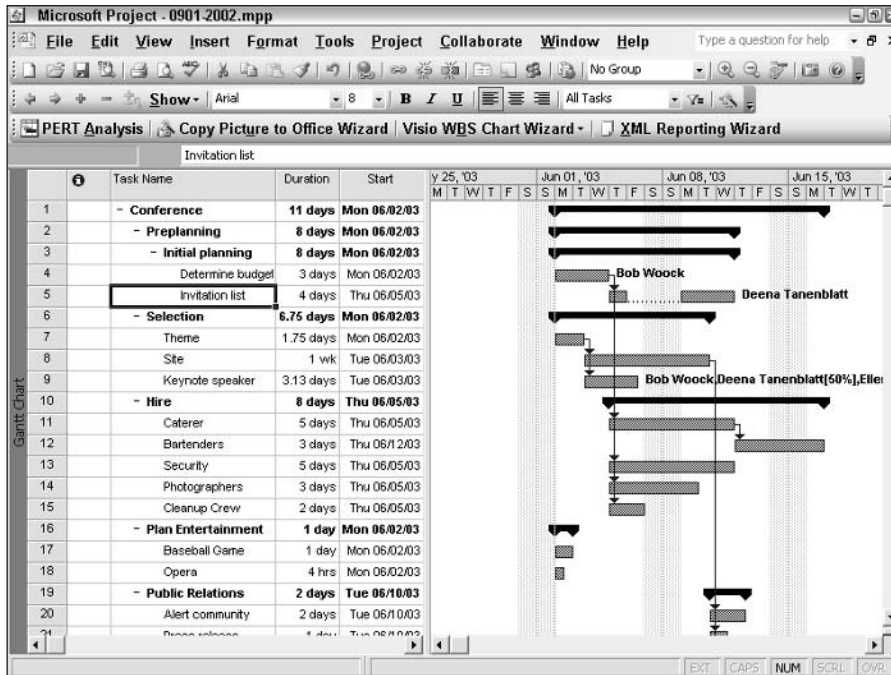 Microsoft Project - 0901-2002.mpp
File Edit View Insert Format Tools Project Collaborate Window Help Type a question for help
No Group
Show Arial 8 B I U All Tasks
PERT Analysis Copy Picture to Office Wizard Visio WBS Chart Wizard XML Reporting Wizard
Invitation list
Task Name Duration Start y 25, '03 Jun 01, '03 Jun 08, '03 Jun 15, '03
M T W T F S S M T W T F S S M T W T F S S M T W T
1 - Conference 11 days Mon 06/02/03
2 - Preplanning 8 days Mon 06/02/03
3 - Initial planning 8 days Mon 06/02/03
4 Determine budget 3 days Mon 06/02/03 Bob Woock
5 Invitation list 4 days Thu 06/05/03 Deena Tanenblatt
6 - Selection 6.75 days Mon 06/02/03
7 Theme 1.75 days Mon 06/02/03
8 Site 1 wk Tue 06/03/03
9 Keynote speaker 3.13 days Tue 06/03/03 Bob Woock,Deena Tanenblatt[50%],Eller
10 - Hire 8 days Thu 06/05/03
11 Caterer 5 days Thu 06/05/03
12 Bartenders 3 days Thu 06/12/03
13 Security 5 days Thu 06/05/03
14 Photographers 3 days Thu 06/05/03
15 Cleanup Crew 2 days Thu 06/05/03
16 - Plan Entertainment 1 day Mon 06/02/03
17 Baseball Game 1 day Mon 06/02/03
18 Opera 4 hrs Mon 06/02/03
19 - Public Relations 2 days Tue 06/10/03
20 Alert community 2 days Tue 06/10/03
Gantt Chart
EXT CAPS NUM SCRL OVR